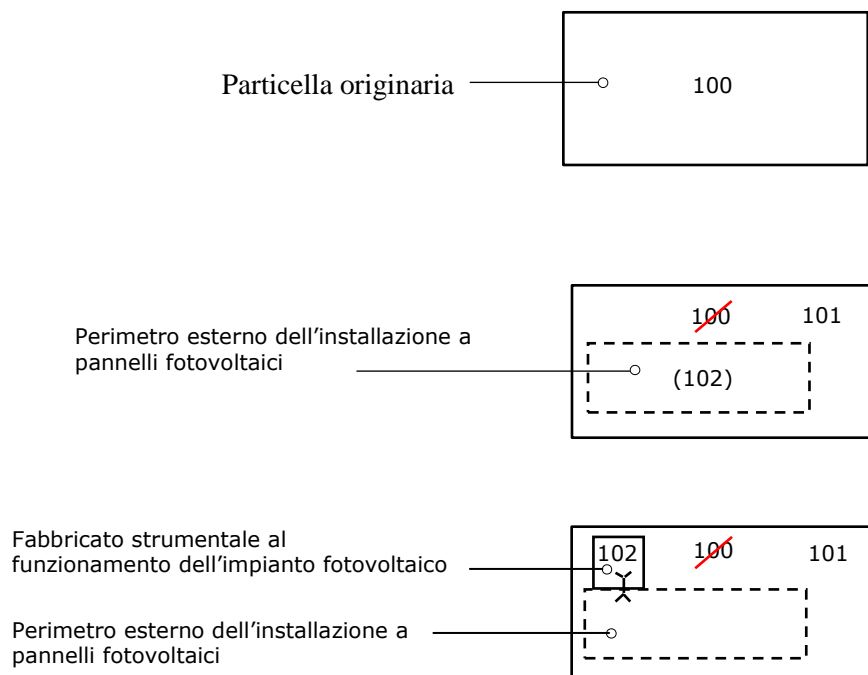 Particella originaria
100
Perimetro esterno dell’installazione a
pannelli fotovoltaici
100
101
(102)
Fabbricato strumentale al
funzionamento dell’impianto fotovoltaico
Perimetro esterno dell’installazione a
pannelli fotovoltaici
102
100
101